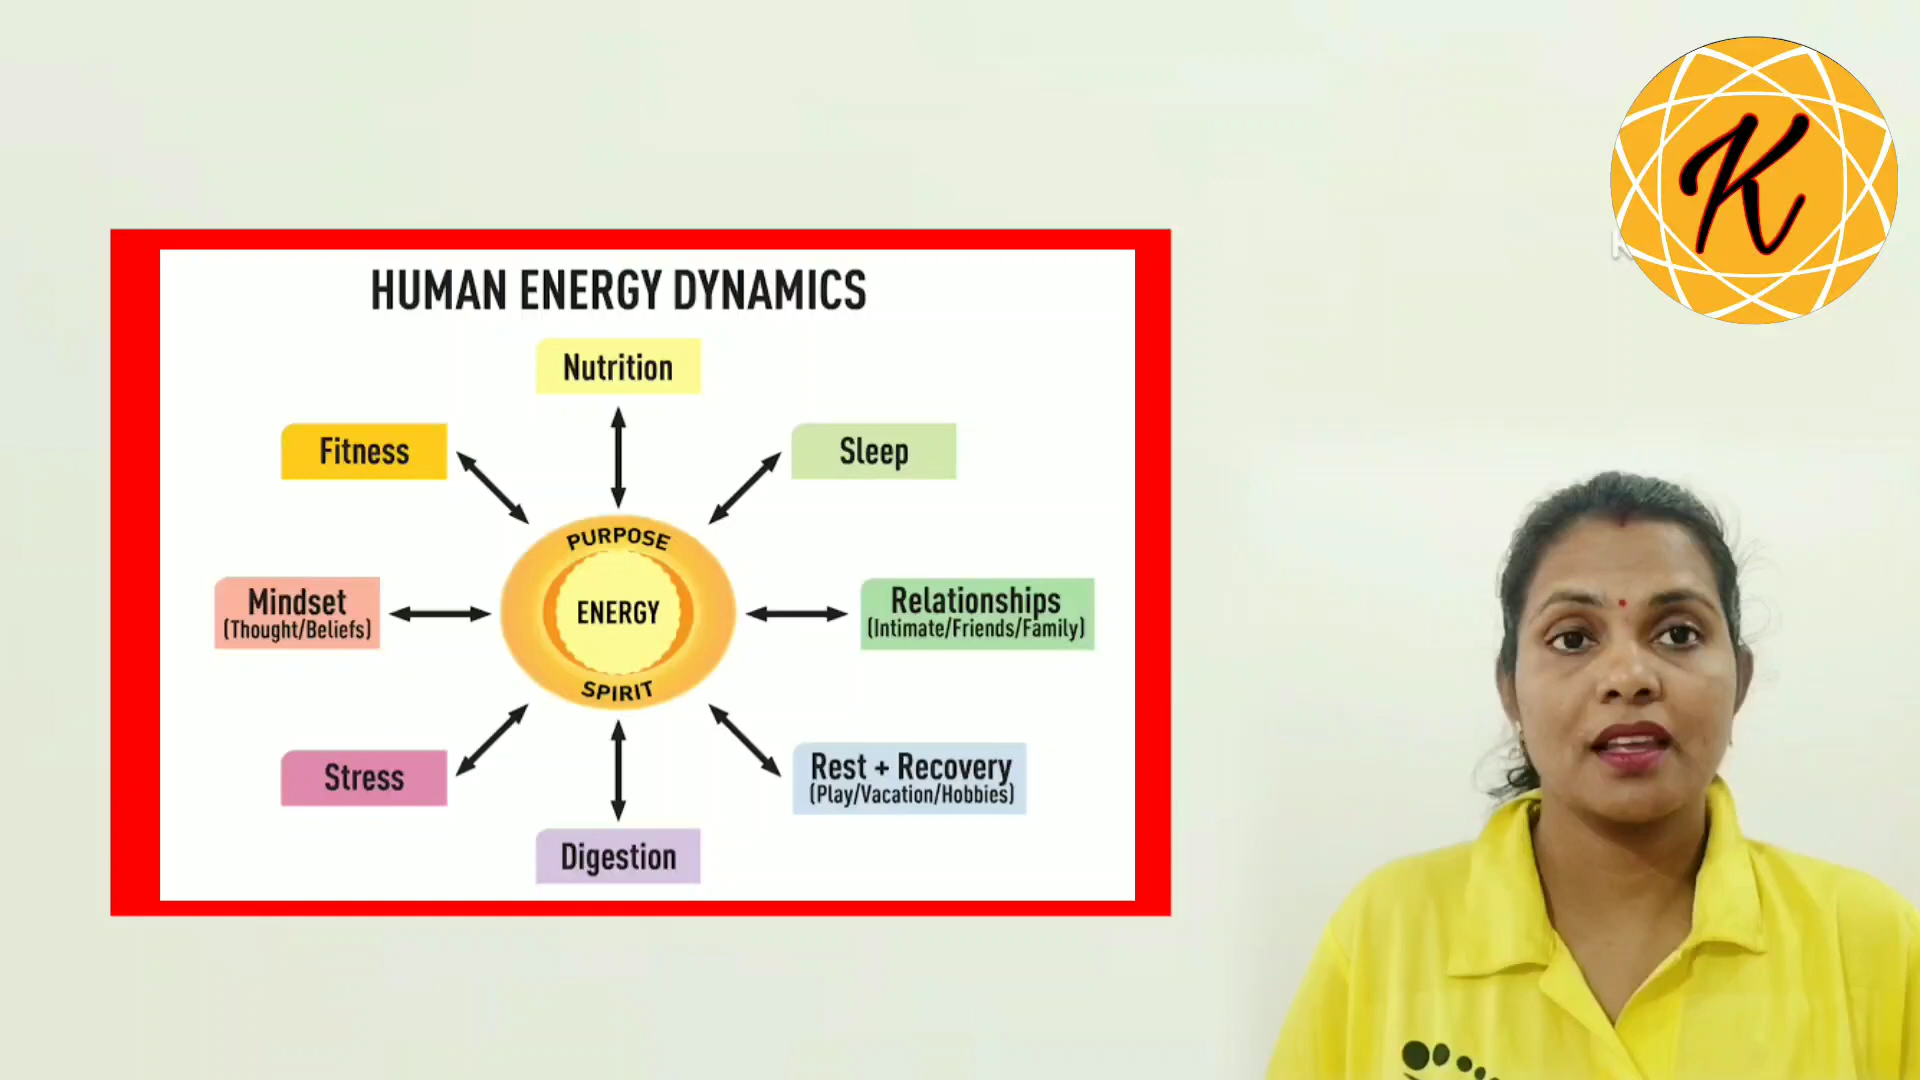 K
HUMAN ENERGY DYNAMICS
Nutrition
Fitness
Sleep
PURPOSE
Mindset
(Thought/Beliefs)
ENERGY
Relationships
(Intimate/Friends/Family)
SPIRIT
Stress
Rest + Recovery
(Play/Vacation/Hobbies)
Digestion